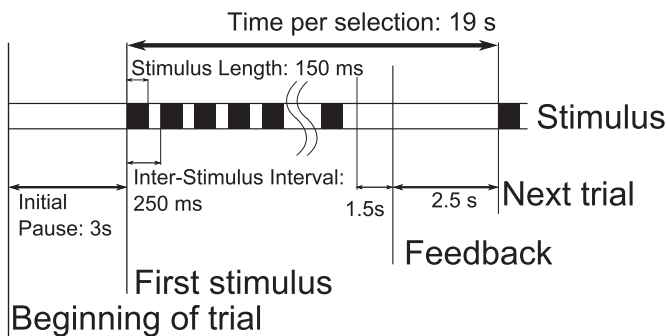 Time per selection: 19 s
Stimulus Length: 150 ms
Stimulus
Inter-Stimulus Interval:
250 ms
Initial
Pause: 3s
1.5s
2.5 s
Next trial
Feedback
First stimulus
Beginning of trial